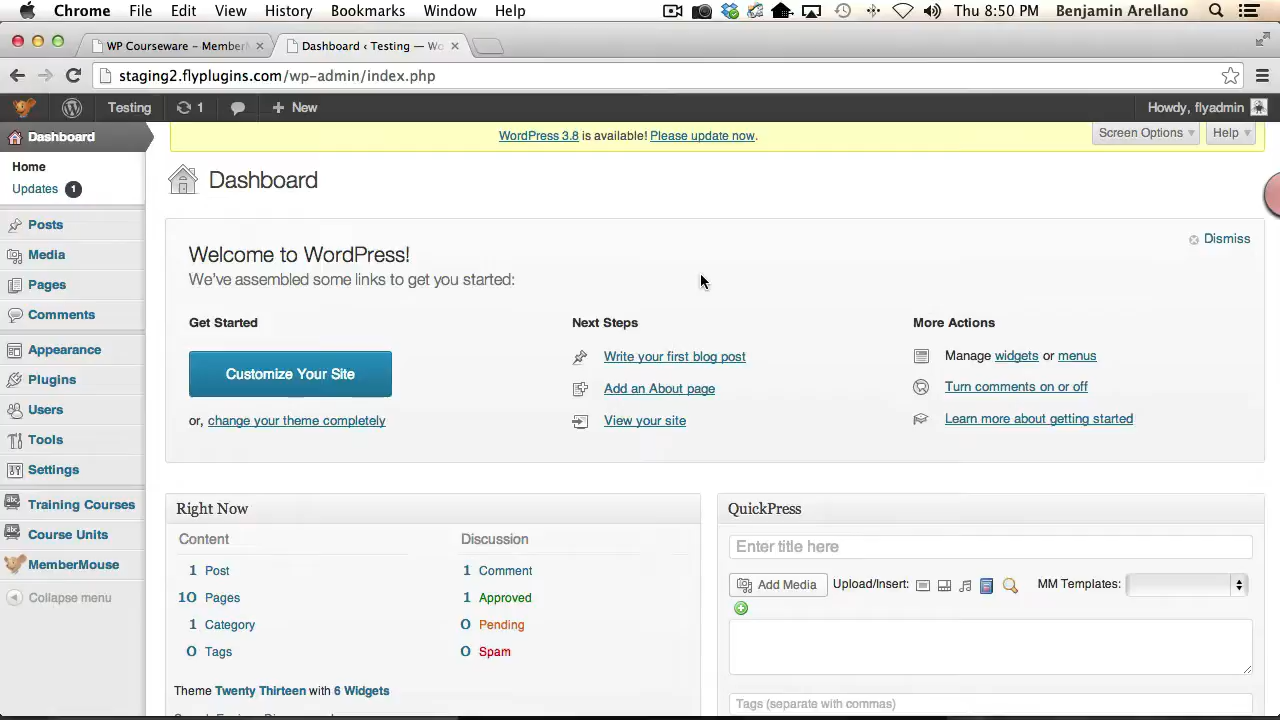 Chrome File Edit View History Bookmarks Window Help Thu 8:50 PM Benjamin Arellano
WP Courseware – Member Dashboard ‹ Testing — Wo
staging2.flyplugins.com/wp-admin/index.php
Testing 1 New Howdy, flyadmin
Dashboard
WordPress 3.8 is available! Please update now.
Screen Options Help
Home
Updates 1
Posts
Media
Pages
Comments
Appearance
Plugins
Users
Tools
Settings
Training Courses
Course Units
MemberMouse
Collapse menu
Dashboard
Dismiss
Welcome to WordPress!
We've assembled some links to get you started:
Get Started
Customize Your Site
or, change your theme completely
Next Steps
Write your first blog post
Add an About page
View your site
More Actions
Manage widgets or menus
Turn comments on or off
Learn more about getting started
Right Now
Content
1 Post
10 Pages
1 Category
0 Tags
Discussion
1 Comment
1 Approved
0 Pending
0 Spam
Theme Twenty Thirteen with 6 Widgets
QuickPress
Enter title here
Add Media Upload/Insert: MM Templates:
Tags (separate with commas)